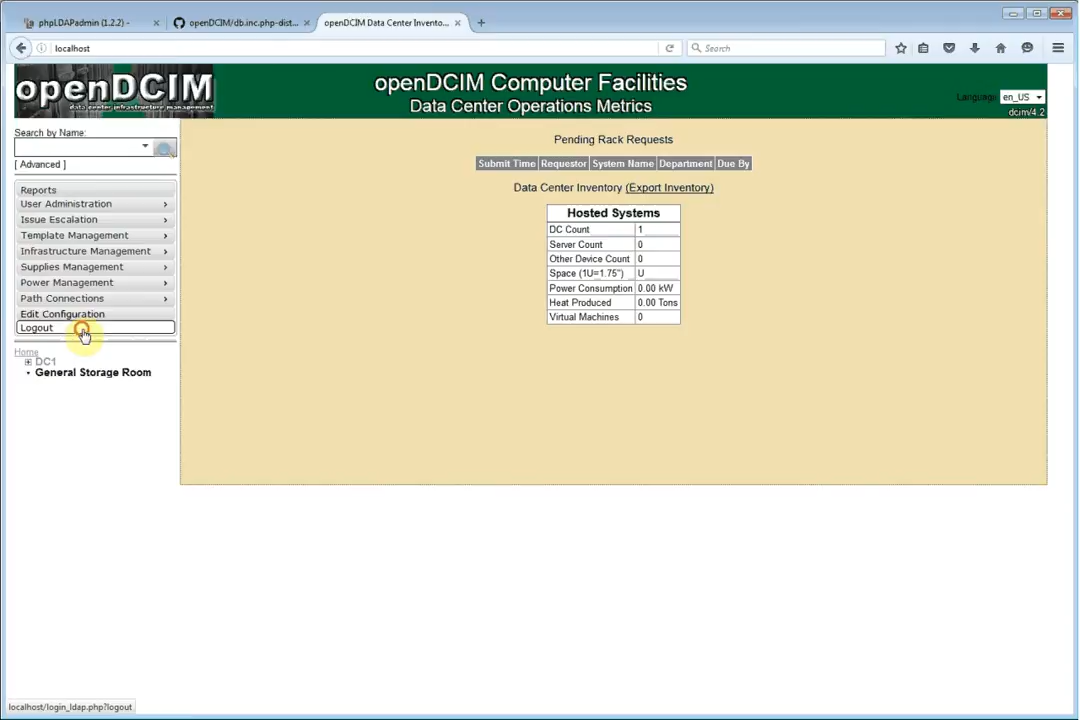 phpLDAPadmin (1.2.2) -
openDCIM/db.inc.php-dist...
openDCIM Data Center Invento...
localhost
Search
openDCIM
data center infrastructure management
openDCIM Computer Facilities
Data Center Operations Metrics
Language: en_US
dcim/4.2
Search by Name:
[ Advanced ]
Reports
User Administration
Issue Escalation
Template Management
Infrastructure Management
Supplies Management
Power Management
Path Connections
Edit Configuration
Logout
Home
DC1
General Storage Room
Pending Rack Requests
Submit Time Requestor System Name Department Due By
Data Center Inventory (Export Inventory)
Hosted Systems
DC Count 1
Server Count 0
Other Device Count 0
Space (1U=1.75") U
Power Consumption 0.00 kW
Heat Produced 0.00 Tons
Virtual Machines 0
localhost/login_ldap.php?logout